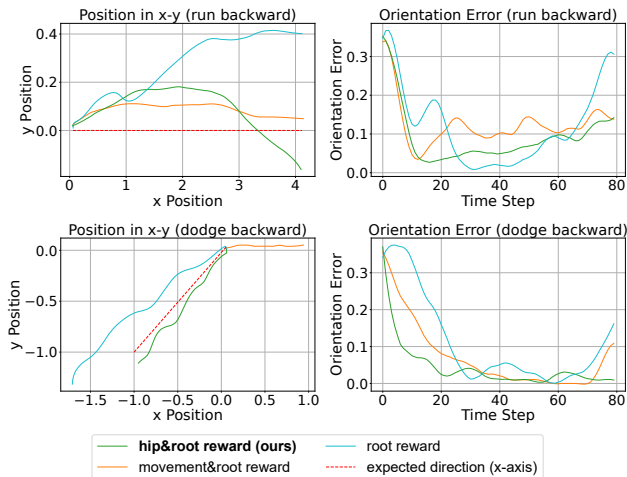 Position in x-y (run backward)
y Position
0.4
0.2
0.0
0 1 2 3 4
x Position
Orientation Error (run backward)
Orientation Error
0.3
0.2
0.1
0.0
0 20 40 60 80
Time Step
Position in x-y (dodge backward)
y Position
0.0
−0.5
−1.0
−1.5 −1.0 −0.5 0.0 0.5 1.0
x Position
Orientation Error (dodge backward)
Orientation Error
0.3
0.2
0.1
0.0
0 20 40 60 80
Time Step
hip&root reward (ours)
movement&root reward
root reward
expected direction (x-axis)